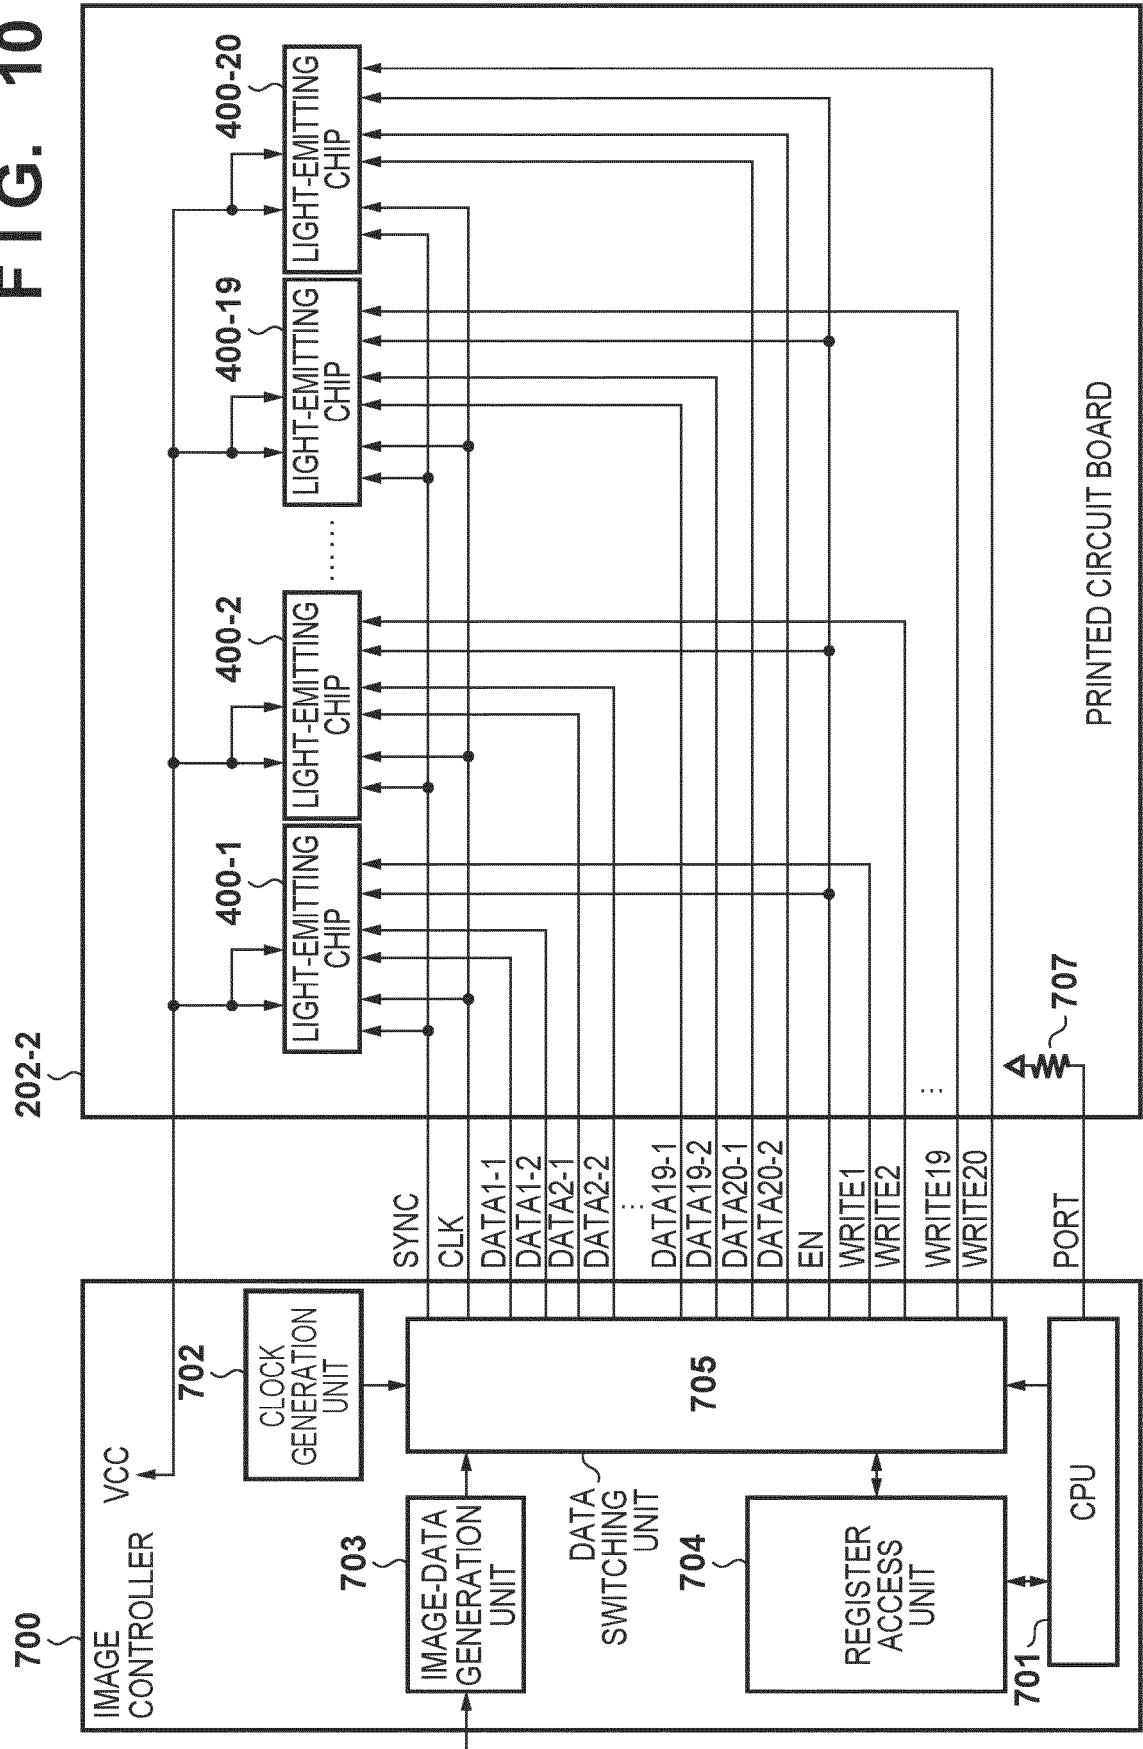 FIG. 10
700
IMAGE
CONTROLLER
VCC
702
CLOCK
GENERATION
UNIT
703
IMAGE-DATA
GENERATION
UNIT
DATA
SWITCHING
UNIT
705
704
REGISTER
ACCESS
UNIT
701
CPU
SYNC
CLK
DATA1-1
DATA1-2
DATA2-1
DATA2-2
...
DATA19-1
DATA19-2
DATA20-1
DATA20-2
EN
WRITE1
WRITE2
...
WRITE19
WRITE20
PORT
202-2
400-1
LIGHT-EMITTING
CHIP
400-2
LIGHT-EMITTING
CHIP
......
400-19
LIGHT-EMITTING
CHIP
400-20
LIGHT-EMITTING
CHIP
707
PRINTED CIRCUIT BOARD